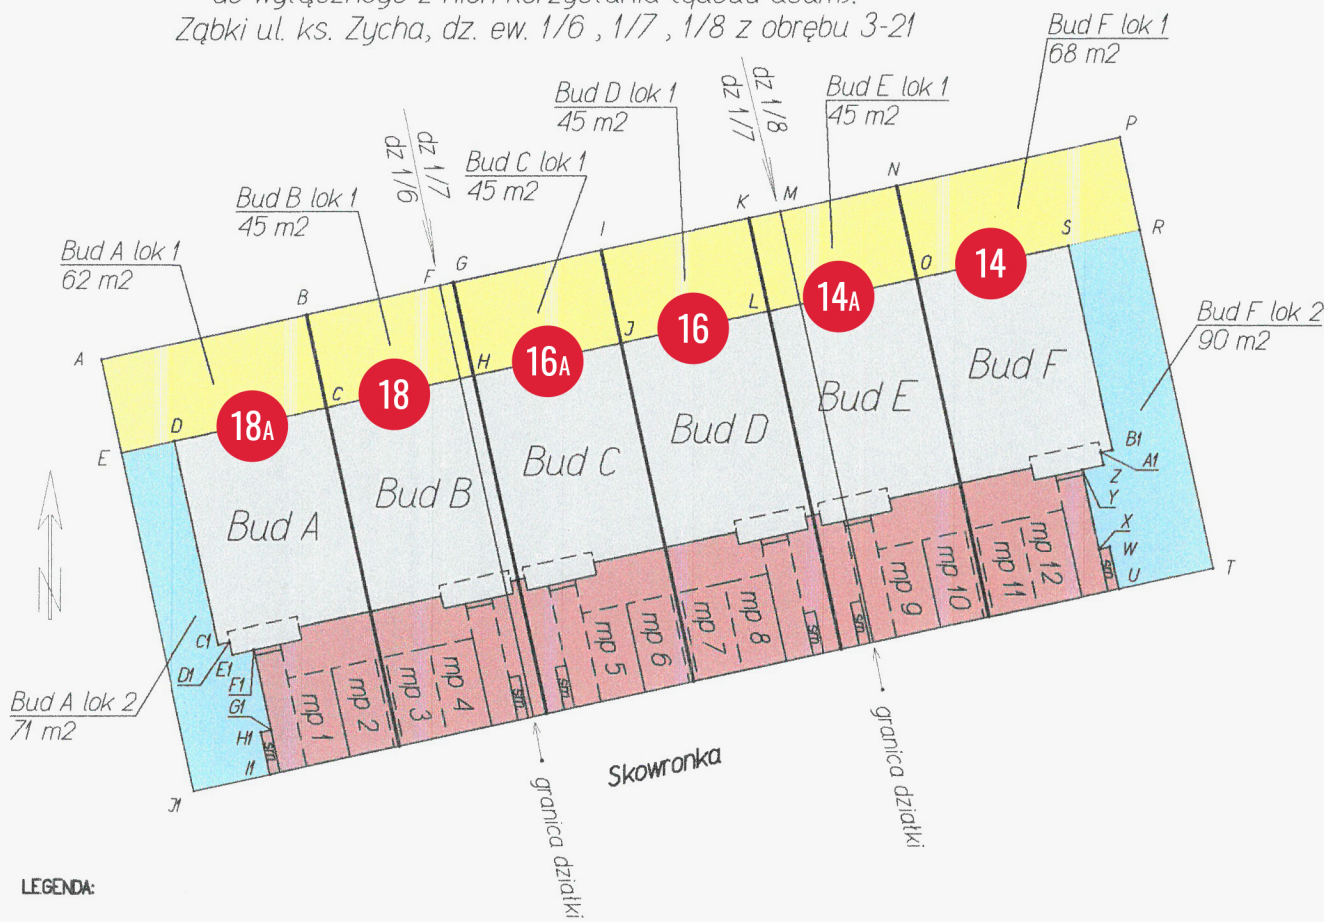 Ząbki ul. ks. Zycha, dz. ew. 1/6 , 1/7 , 1/8 z obrębu 3-21
Bud F lok 1
68 m2
Bud E lok 1
45 m2
Bud D lok 1
45 m2
Bud C lok 1
45 m2
Bud B lok 1
45 m2
Bud A lok 1
62 m2
dz 1/7
dz 1/6
dz 1/8
dz 1/7
A
B
F
G
I
K
M
N
P
R
S
O
L
J
H
C
D
E
18A
18
16A
16
14A
14
Bud F lok 2
90 m2
Bud A
Bud B
Bud C
Bud D
Bud E
Bud F
B1
A1
Z
Y
X
W
U
T
C1
D1
E1
F1
G1
H1
I1
J1
N
Bud A lok 2
71 m2
sm
mp 1
mp 2
mp 3
mp 4
sm
sm
mp 5
mp 6
mp 7
mp 8
sm
sm
mp 9
mp 10
mp 11
mp 12
sm
Skowronka
granica działki
granica działki
LEGENDA: